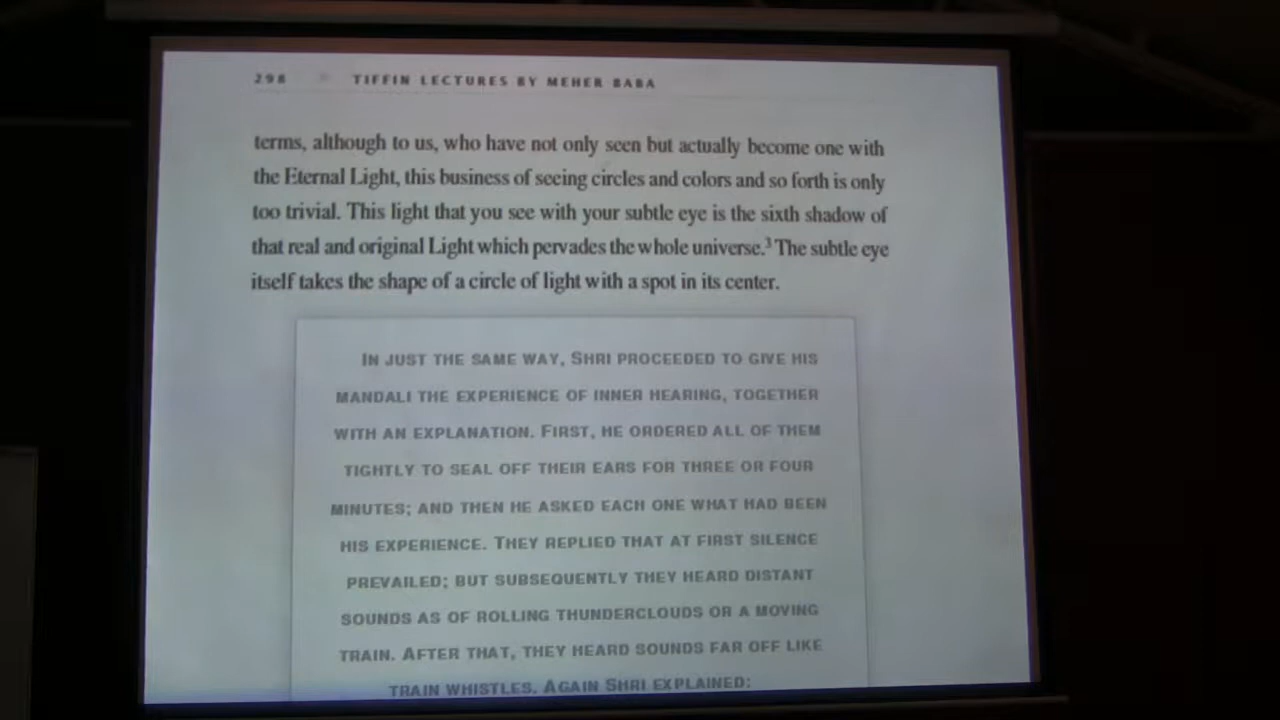 298 TIFFIN LECTURES BY MEHER BABA
terms, although to us, who have not only seen but actually become one with
the Eternal Light, this business of seeing circles and colors and so forth is only
too trivial. This light that you see with your subtle eye is the sixth shadow of
that real and original Light which pervades the whole universe.³ The subtle eye
itself takes the shape of a circle of light with a spot in its center.
IN JUST THE SAME WAY, SHRI PROCEEDED TO GIVE HIS
MANDALI THE EXPERIENCE OF INNER HEARING, TOGETHER
WITH AN EXPLANATION. FIRST, HE ORDERED ALL OF THEM
TIGHTLY TO SEAL OFF THEIR EARS FOR THREE OR FOUR
MINUTES; AND THEN HE ASKED EACH ONE WHAT HAD BEEN
HIS EXPERIENCE. THEY REPLIED THAT AT FIRST SILENCE
PREVAILED; BUT SUBSEQUENTLY THEY HEARD DISTANT
SOUNDS AS OF ROLLING THUNDERCLOUDS OR A MOVING
TRAIN. AFTER THAT, THEY HEARD SOUNDS FAR OFF LIKE
TRAIN WHISTLES. AGAIN SHRI EXPLAINED: